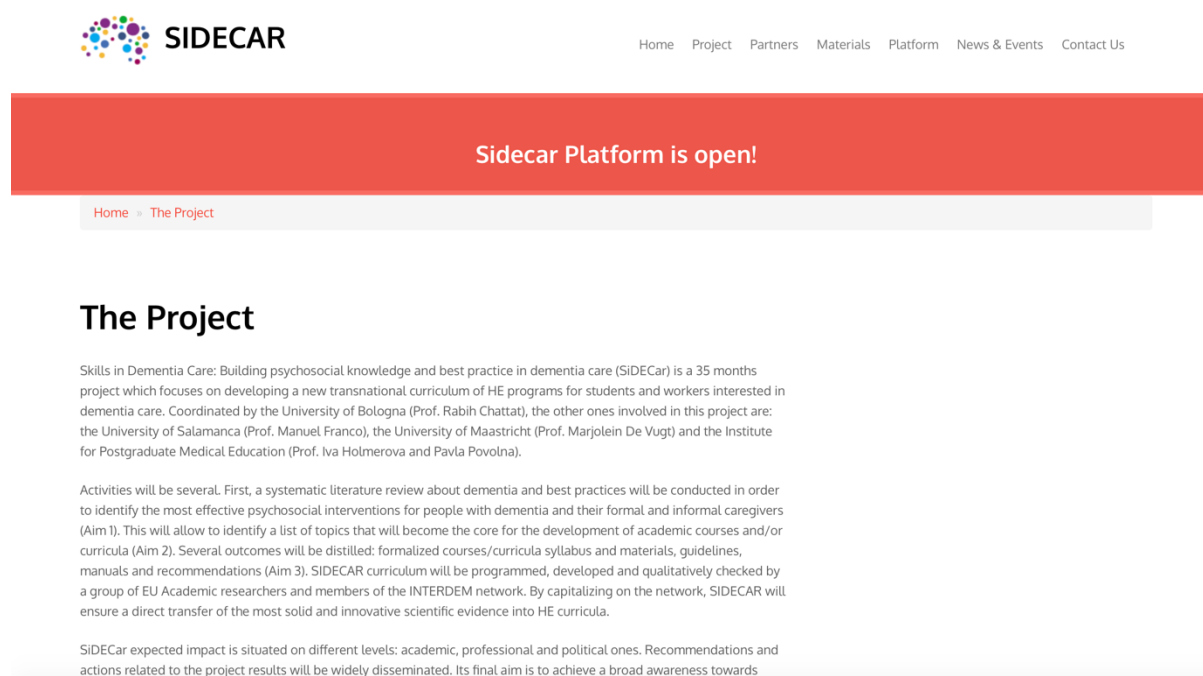 SIDECAR
Home Project Partners Materials Platform News & Events Contact Us
Sidecar Platform is open!
Home » The Project
The Project
Skills in Dementia Care: Building psychosocial knowledge and best practice in dementia care (SiDECar) is a 35 months
project which focuses on developing a new transnational curriculum of HE programs for students and workers interested in
dementia care. Coordinated by the University of Bologna (Prof. Rabih Chattat), the other ones involved in this project are:
the University of Salamanca (Prof. Manuel Franco), the University of Maastricht (Prof. Marjolein De Vugt) and the Institute
for Postgraduate Medical Education (Prof. Iva Holmerova and Pavla Povolna).
Activities will be several. First, a systematic literature review about dementia and best practices will be conducted in order
to identify the most effective psychosocial interventions for people with dementia and their formal and informal caregivers
(Aim 1). This will allow to identify a list of topics that will become the core for the development of academic courses and/or
curricula (Aim 2). Several outcomes will be distilled: formalized courses/curricula syllabus and materials, guidelines,
manuals and recommendations (Aim 3). SIDECAR curriculum will be programmed, developed and qualitatively checked by
a group of EU Academic researchers and members of the INTERDEM network. By capitalizing on the network, SIDECAR will
ensure a direct transfer of the most solid and innovative scientific evidence into HE curricula.
SiDECar expected impact is situated on different levels: academic, professional and political ones. Recommendations and
actions related to the project results will be widely disseminated. Its final aim is to achieve a broad awareness towards